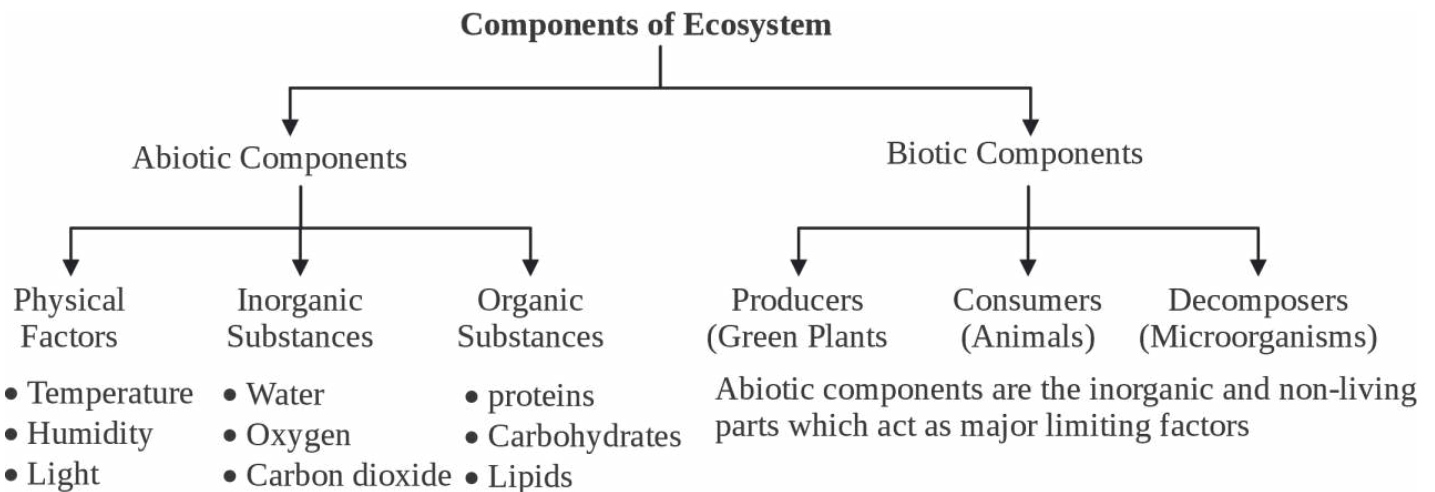 Components of Ecosystem
Abiotic Components
Biotic Components
Physical
Factors
Inorganic
Substances
Organic
Substances
Producers
(Green Plants
Consumers
(Animals)
Decomposers
(Microorganisms)
• Temperature
• Humidity
• Light
• Water
• Oxygen
• Carbon dioxide
• proteins
• Carbohydrates
• Lipids
Abiotic components are the inorganic and non-living
parts which act as major limiting factors